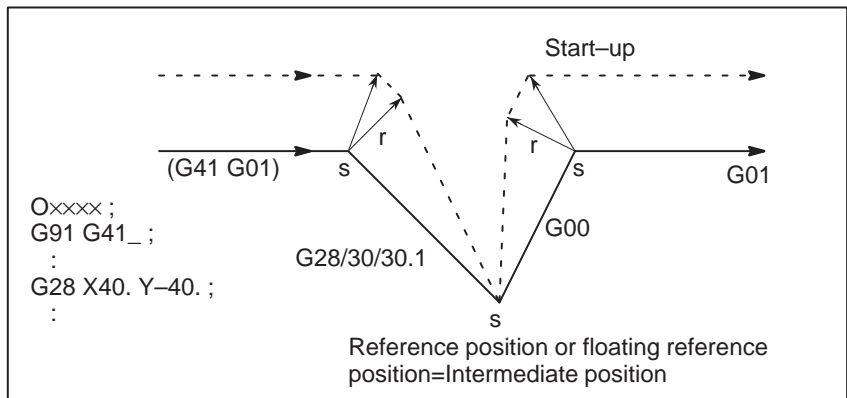 Start–up
r
r
(G41 G01)
s
s
G01
O×××× ;
G91 G41_ ;
:
G28 X40. Y–40. ;
:
G28/30/30.1
G00
s
Reference position or floating reference
position=Intermediate position